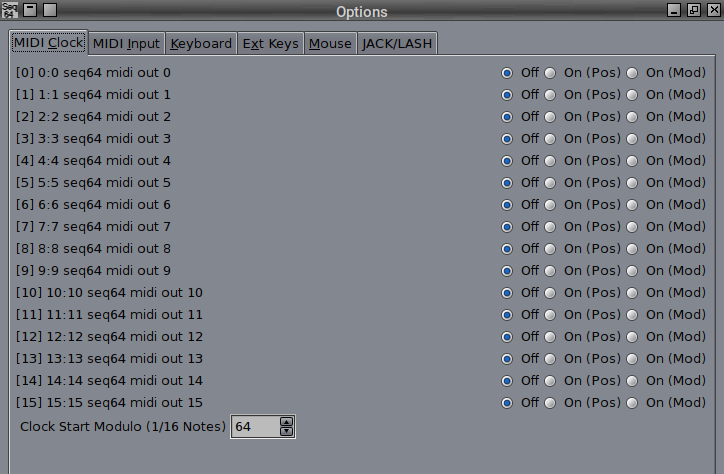 Seq
64
Options
MIDI Clock MIDI Input Keyboard Ext Keys Mouse JACK/LASH
[0] 0:0 seq64 midi out 0 Off On (Pos) On (Mod)
[1] 1:1 seq64 midi out 1 Off On (Pos) On (Mod)
[2] 2:2 seq64 midi out 2 Off On (Pos) On (Mod)
[3] 3:3 seq64 midi out 3 Off On (Pos) On (Mod)
[4] 4:4 seq64 midi out 4 Off On (Pos) On (Mod)
[5] 5:5 seq64 midi out 5 Off On (Pos) On (Mod)
[6] 6:6 seq64 midi out 6 Off On (Pos) On (Mod)
[7] 7:7 seq64 midi out 7 Off On (Pos) On (Mod)
[8] 8:8 seq64 midi out 8 Off On (Pos) On (Mod)
[9] 9:9 seq64 midi out 9 Off On (Pos) On (Mod)
[10] 10:10 seq64 midi out 10 Off On (Pos) On (Mod)
[11] 11:11 seq64 midi out 11 Off On (Pos) On (Mod)
[12] 12:12 seq64 midi out 12 Off On (Pos) On (Mod)
[13] 13:13 seq64 midi out 13 Off On (Pos) On (Mod)
[14] 14:14 seq64 midi out 14 Off On (Pos) On (Mod)
[15] 15:15 seq64 midi out 15 Off On (Pos) On (Mod)
Clock Start Modulo (1/16 Notes) 64